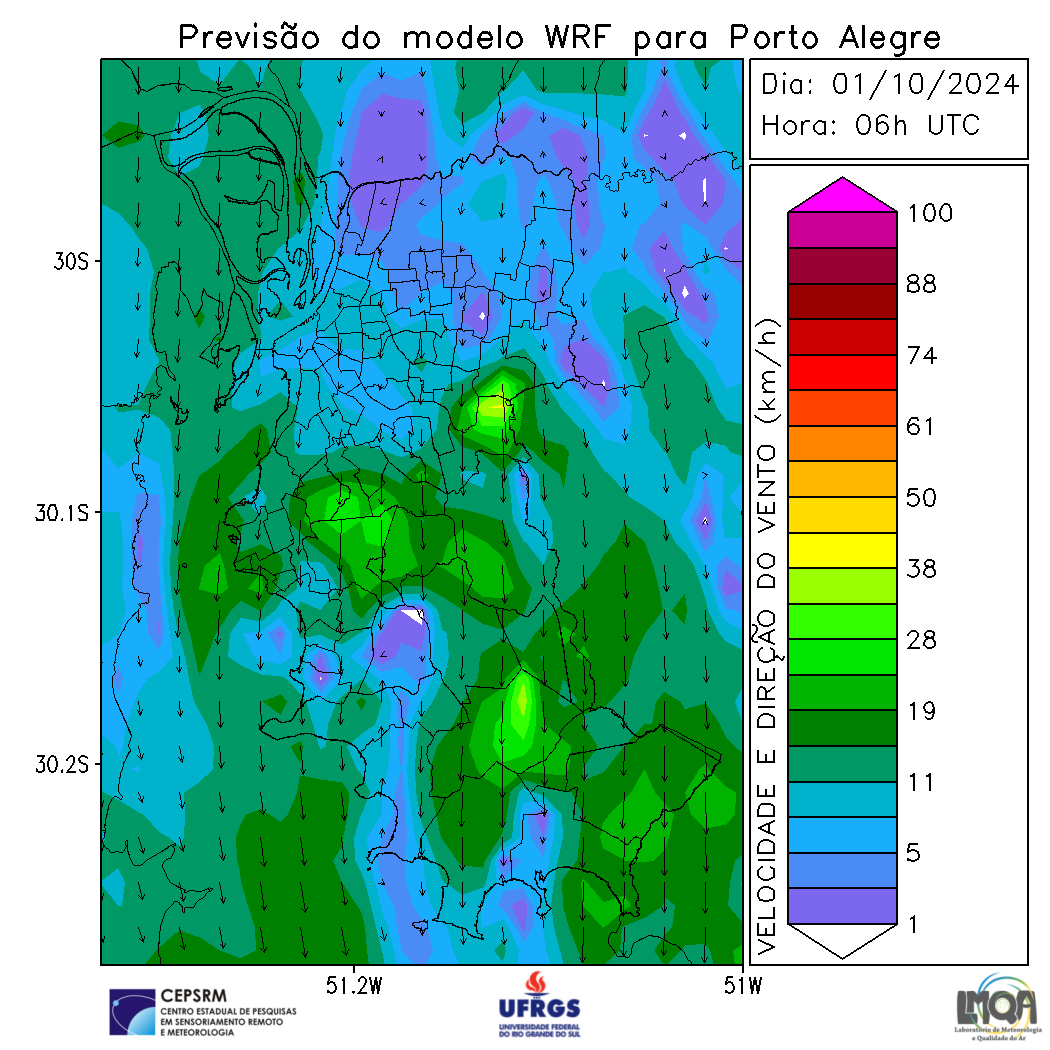 Previsão do modelo WRF para Porto Alegre
Dia: 01/10/2024
Hora: 06h UTC
30S
30.1S
30.2S
51.2W
51W
VELOCIDADE E DIREÇÃO DO VENTO (km/h)
100
88
74
61
50
38
28
19
11
5
1
CEPSRM
CENTRO ESTADUAL DE PESQUISAS
EM SENSORIAMENTO REMOTO
E METEOROLOGIA
UFRGS
UNIVERSIDADE FEDERAL
DO RIO GRANDE DO SUL
LMQA
Laboratório de Meteorologia
e Qualidade do Ar